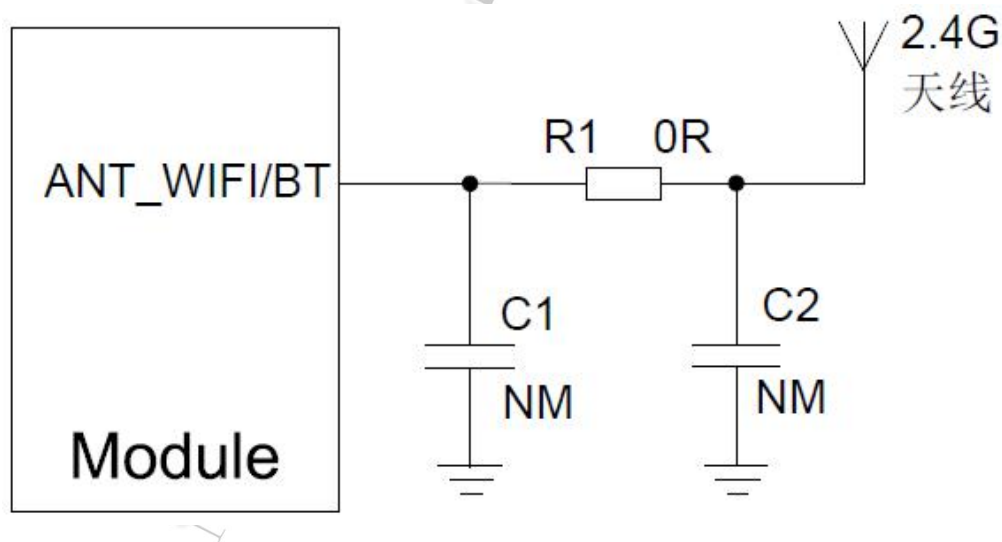 2.4G
天线
R1 0R
ANT_WIFI/BT
C1
C2
NM
NM
Module